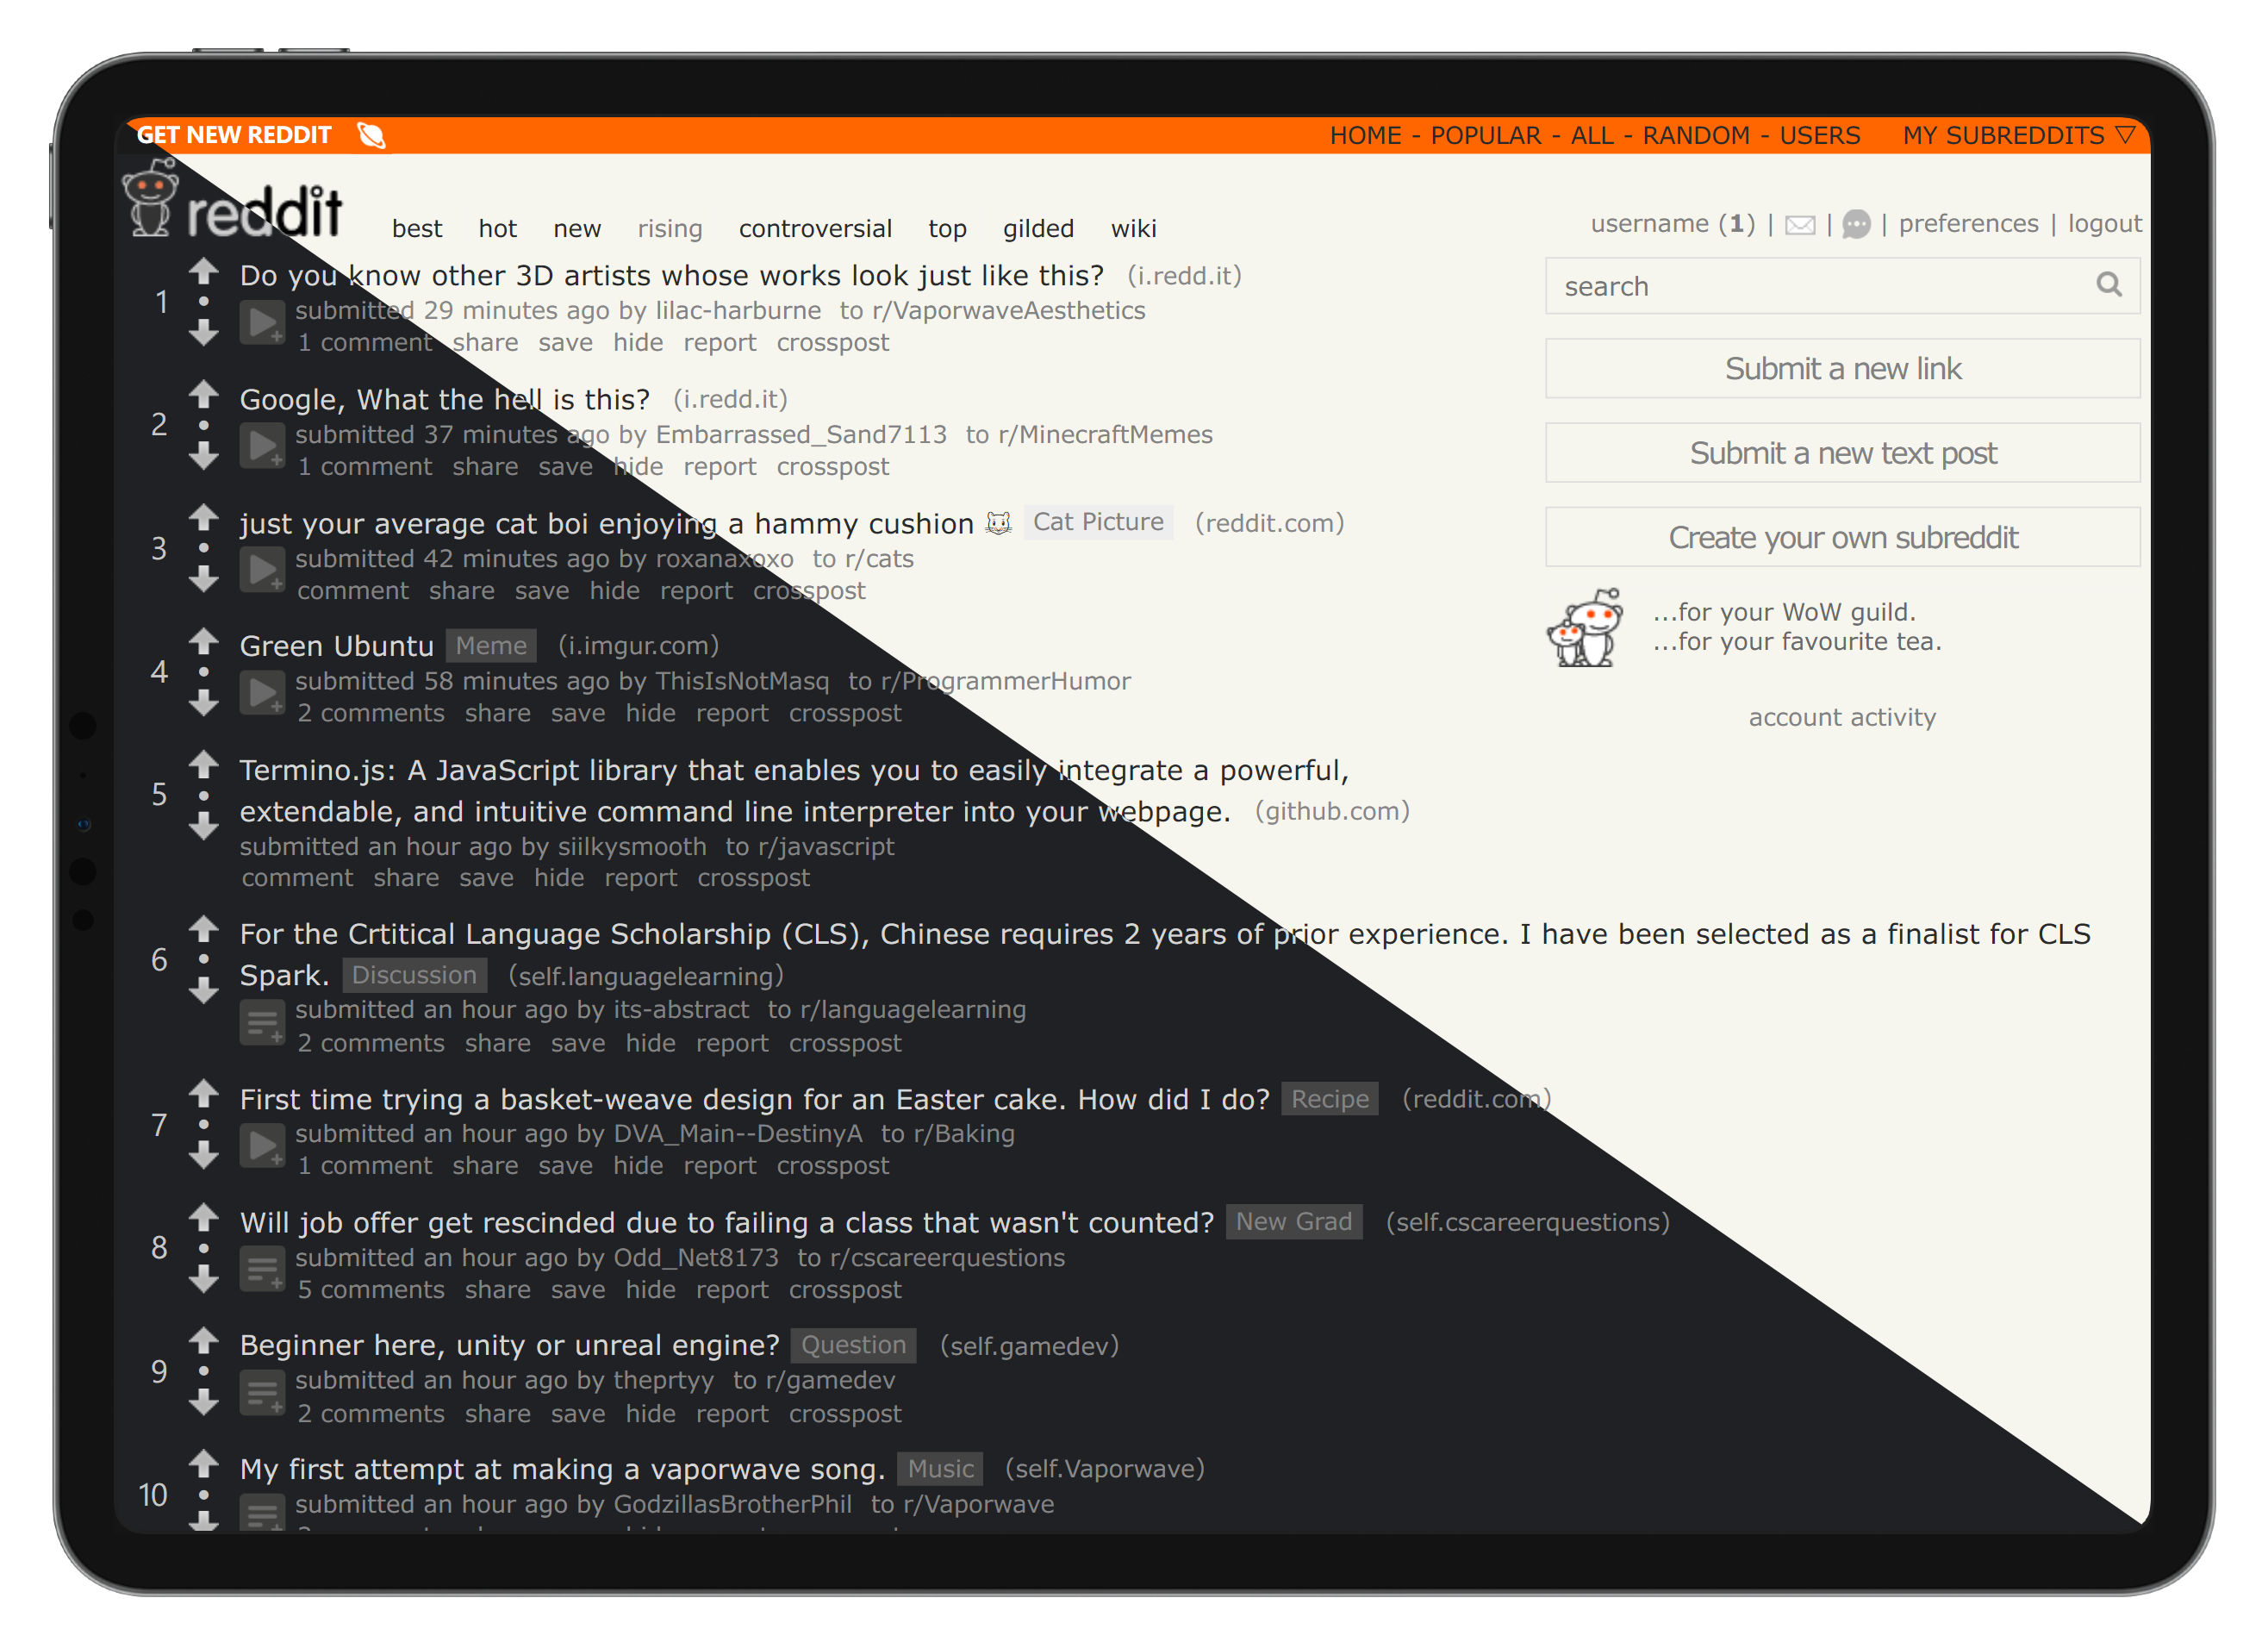 GET NEW REDDIT HOME - POPULAR - ALL - RANDOM - USERS MY SUBREDDITS ▽
reddit best hot new rising controversial top gilded wiki
username (1) | | | preferences | logout
search
Submit a new link
Submit a new text post
Create your own subreddit
...for your WoW guild.
...for your favourite tea.
account activity
1
Do you know other 3D artists whose works look just like this? (i.redd.it)
submitted 29 minutes ago by lilac-harburne to r/VaporwaveAesthetics
1 comment share save hide report crosspost
2
Google, What the hell is this? (i.redd.it)
submitted 37 minutes ago by Embarrassed_Sand7113 to r/MinecraftMemes
1 comment share save hide report crosspost
3
just your average cat boi enjoying a hammy cushion 🐱 Cat Picture (reddit.com)
submitted 42 minutes ago by roxanaxoxo to r/cats
comment share save hide report crosspost
4
Green Ubuntu Meme (i.imgur.com)
submitted 58 minutes ago by ThisIsNotMasq to r/ProgrammerHumor
2 comments share save hide report crosspost
5
Termino.js: A JavaScript library that enables you to easily integrate a powerful,
extendable, and intuitive command line interpreter into your webpage. (github.com)
submitted an hour ago by siilkysmooth to r/javascript
comment share save hide report crosspost
6
For the Crtitical Language Scholarship (CLS), Chinese requires 2 years of prior experience. I have been selected as a finalist for CLS
Spark. Discussion (self.languagelearning)
submitted an hour ago by its-abstract to r/languagelearning
2 comments share save hide report crosspost
7
First time trying a basket-weave design for an Easter cake. How did I do? Recipe (reddit.com)
submitted an hour ago by DVA_Main--DestinyA to r/Baking
1 comment share save hide report crosspost
8
Will job offer get rescinded due to failing a class that wasn't counted? New Grad (self.cscareerquestions)
submitted an hour ago by Odd_Net8173 to r/cscareerquestions
5 comments share save hide report crosspost
9
Beginner here, unity or unreal engine? Question (self.gamedev)
submitted an hour ago by theprtyy to r/gamedev
2 comments share save hide report crosspost
10
My first attempt at making a vaporwave song. Music (self.Vaporwave)
submitted an hour ago by GodzillasBrotherPhil to r/Vaporwave